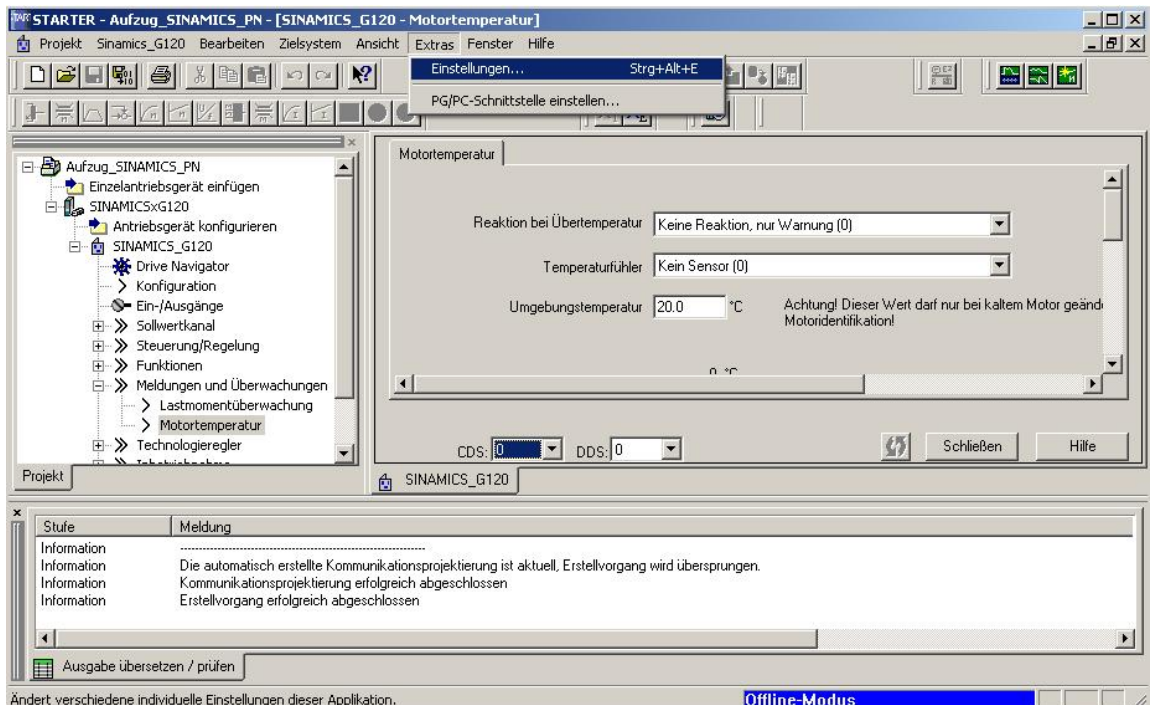 STARTER - Aufzug_SINAMICS_PN - [SINAMICS_G120 - Motortemperatur]
Projekt Sinamics_G120 Bearbeiten Zielsystem Ansicht Extras Fenster Hilfe
Einstellungen... Strg+Alt+E
PG/PC-Schnittstelle einstellen...
Aufzug_SINAMICS_PN
Einzelantriebsgerät einfügen
SINAMICSxG120
Antriebsgerät konfigurieren
SINAMICS_G120
Drive Navigator
Konfiguration
Ein-/Ausgänge
Sollwertkanal
Steuerung/Regelung
Funktionen
Meldungen und Überwachungen
Lastmomentüberwachung
Motortemperatur
Technologieregler
Projekt
Motortemperatur
Reaktion bei Übertemperatur Keine Reaktion, nur Warnung (0)
Temperaturfühler Kein Sensor (0)
Umgebungstemperatur 20.0 °C
Achtung! Dieser Wert darf nur bei kaltem Motor geände
Motoridentifikation!
0 °C
CDS: 0 DDS: 0 Schließen Hilfe
SINAMICS_G120
Stufe Meldung
Information ------------------------------------------------------------------
Information Die automatisch erstellte Kommunikationsprojektierung ist aktuell, Erstellvorgang wird übersprungen.
Information Kommunikationsprojektierung erfolgreich abgeschlossen
Information Erstellvorgang erfolgreich abgeschlossen
Ausgabe übersetzen / prüfen
Ändert verschiedene individuelle Einstellungen dieser Applikation. Offline-Modus